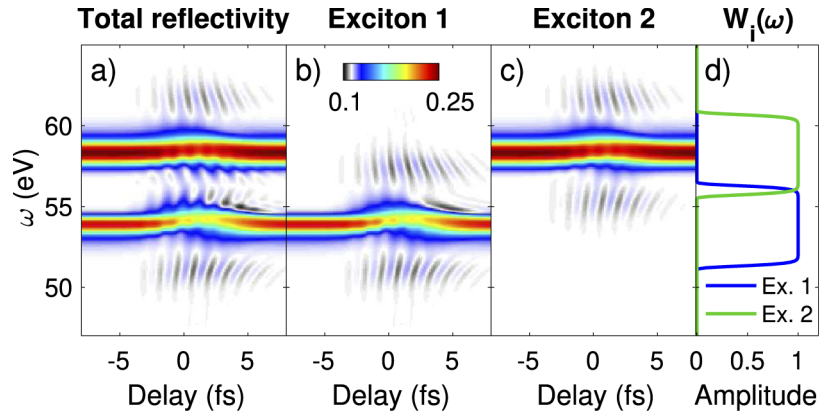 Total reflectivity Exciton 1 Exciton 2 Wi(ω)
a) b) c) d)
0.1 0.25
ω (eV)
60
55
50
Ex. 1
Ex. 2
-5 0 5 -5 0 5 -5 0 5 0 0.5 1
Delay (fs) Delay (fs) Delay (fs) Amplitude